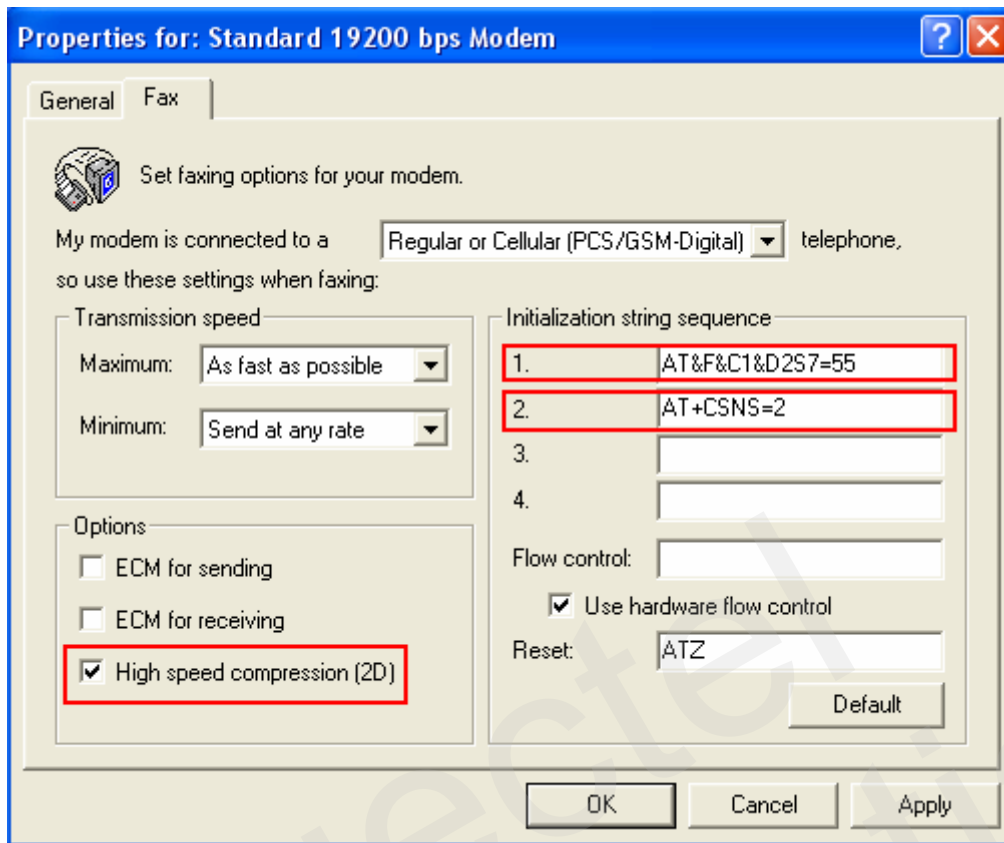 Properties for: Standard 19200 bps Modem
General
Fax
Set faxing options for your modem.
My modem is connected to a Regular or Cellular (PCS/GSM-Digital) telephone,
so use these settings when faxing:
Transmission speed
Maximum: As fast as possible
Minimum: Send at any rate
Options
ECM for sending
ECM for receiving
High speed compression (2D)
Initialization string sequence
1. AT&F&C1&D2S7=55
2. AT+CSNS=2
3.
4.
Flow control:
Use hardware flow control
Reset: ATZ
Default
OK Cancel Apply